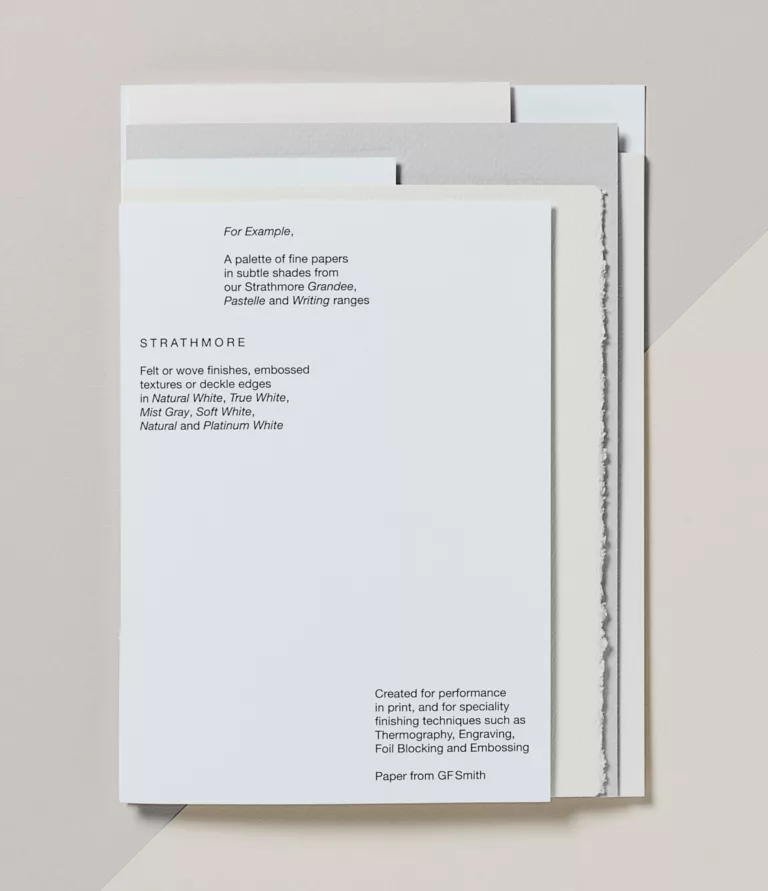 For Example,
A palette of fine papers
in subtle shades from
our Strathmore Grandee,
Pastelle and Writing ranges
STRATHMORE
Felt or wove finishes, embossed
textures or deckle edges
in Natural White, True White,
Mist Gray, Soft White,
Natural and Platinum White
Created for performance
in print, and for speciality
finishing techniques such as
Thermography, Engraving,
Foil Blocking and Embossing
Paper from GFSmith